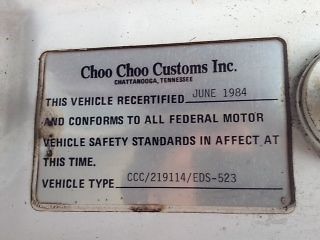 Choo Choo Customs Inc.
CHATTANOOGA, TENNESSEE
THIS VEHICLE RECERTIFIED JUNE 1984
AND CONFORMS TO ALL FEDERAL MOTOR
VEHICLE SAFETY STANDARDS IN AFFECT AT
THIS TIME.
VEHICLE TYPE CCC/219114/EDS-523